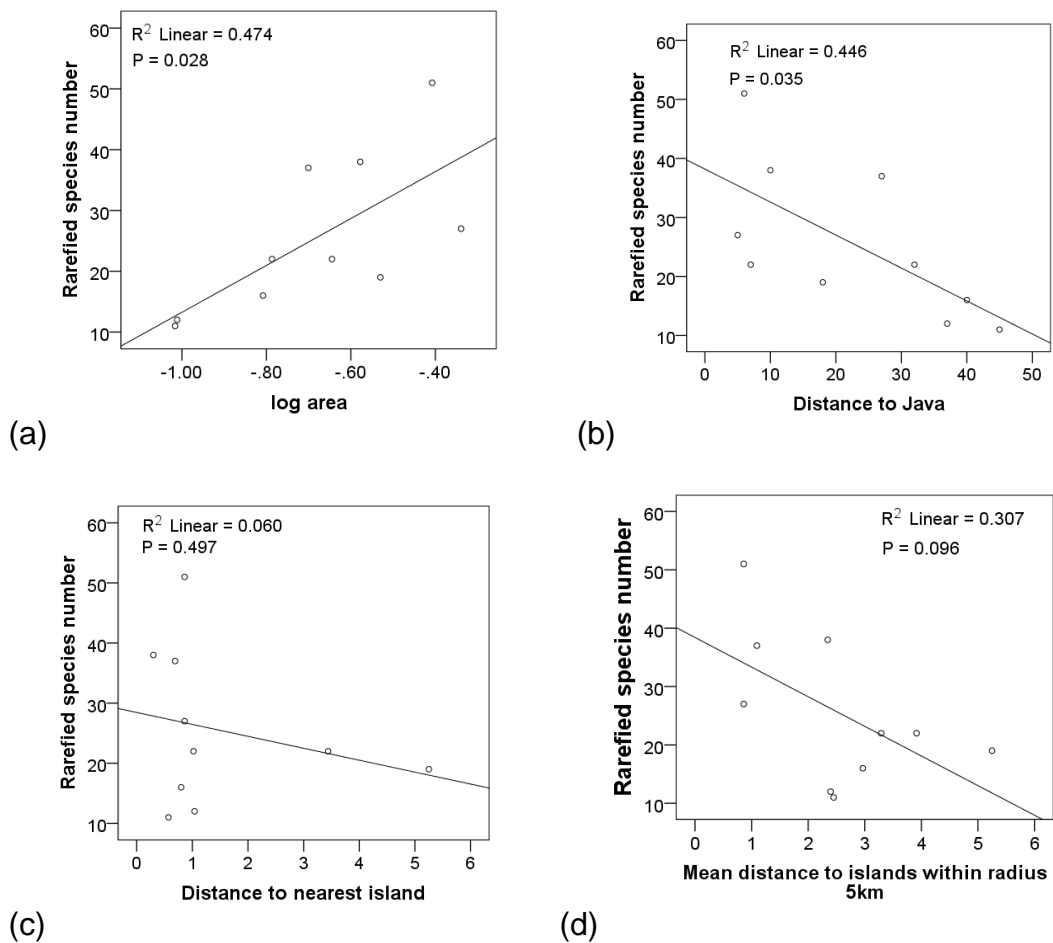 R² Linear = 0.474
P = 0.028
Rarefied species number
60
50
40
30
20
10
-1.00 -.80 -.60 -.40
log area
(a)
R² Linear = 0.446
P = 0.035
Rarefied species number
60
50
40
30
20
10
0 10 20 30 40 50
Distance to Java
(b)
R² Linear = 0.060
P = 0.497
Rarefied species number
60
50
40
30
20
10
0 1 2 3 4 5 6
Distance to nearest island
(c)
R² Linear = 0.307
P = 0.096
Rarefied species number
60
50
40
30
20
10
0 1 2 3 4 5 6
Mean distance to islands within radius
5km
(d)